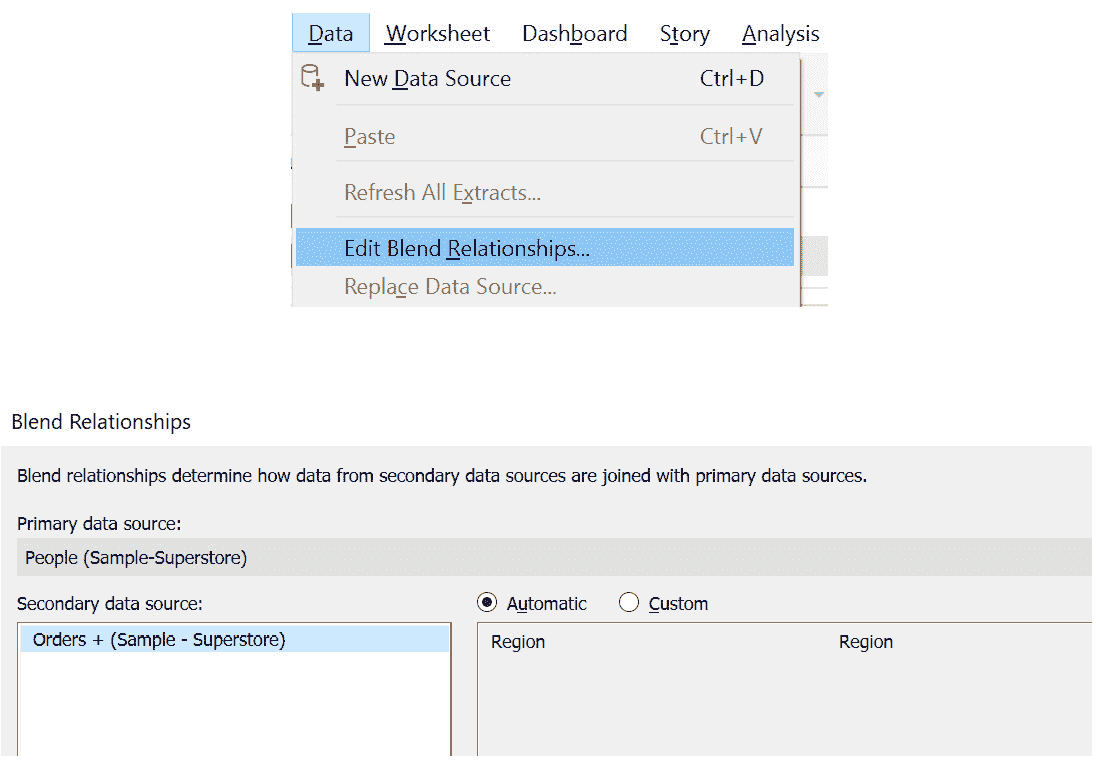 Data Worksheet Dashboard Story Analysis
New Data Source Ctrl+D
Paste Ctrl+V
Refresh All Extracts...
Edit Blend Relationships...
Replace Data Source...
Blend Relationships
Blend relationships determine how data from secondary data sources are joined with primary data sources.
Primary data source:
People (Sample-Superstore)
Secondary data source: Automatic Custom
Orders + (Sample - Superstore) Region Region